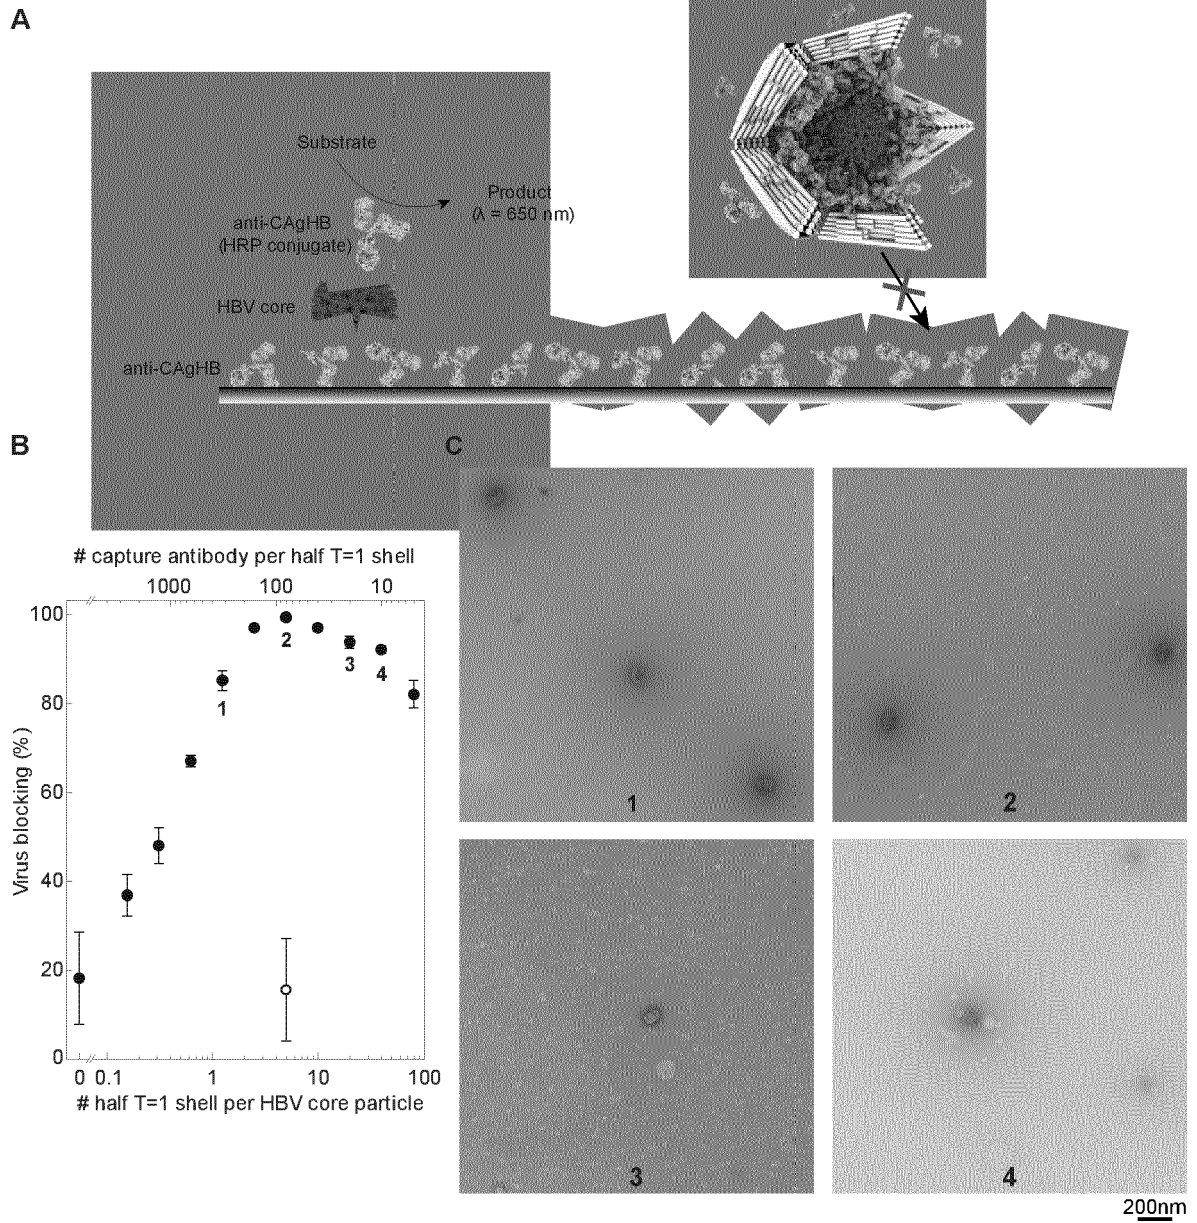 A
Substrate
Product
(λ = 650 nm)
anti-CAgHB
(HRP conjugate)
HBV core
anti-CAgHB
B
C
# capture antibody per half T=1 shell
1000 100 10
100
80
60
40
20
0
Virus blocking (%)
1
2
3
4
0 0.1 1 10 100
# half T=1 shell per HBV core particle
1
2
3
4
200nm